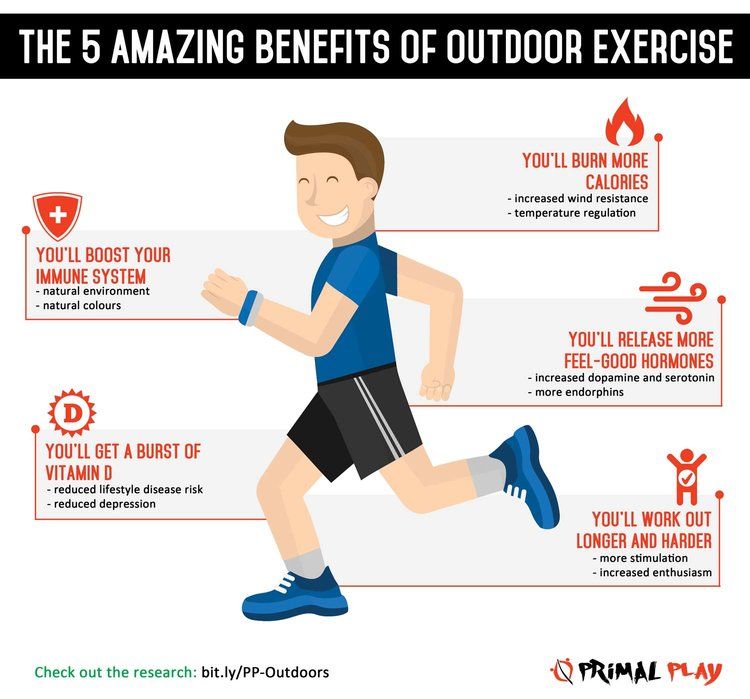 THE 5 AMAZING BENEFITS OF OUTDOOR EXERCISE
YOU'LL BURN MORE
CALORIES
- increased wind resistance
- temperature regulation
YOU'LL BOOST YOUR
IMMUNE SYSTEM
- natural environment
- natural colours
YOU'LL RELEASE MORE
FEEL-GOOD HORMONES
- increased dopamine and serotonin
- more endorphins
D
YOU'LL GET A BURST OF
VITAMIN D
- reduced lifestyle disease risk
- reduced depression
YOU'LL WORK OUT
LONGER AND HARDER
- more stimulation
- increased enthusiasm
Check out the research: bit.ly/PP-Outdoors
PRIMAL PLAY